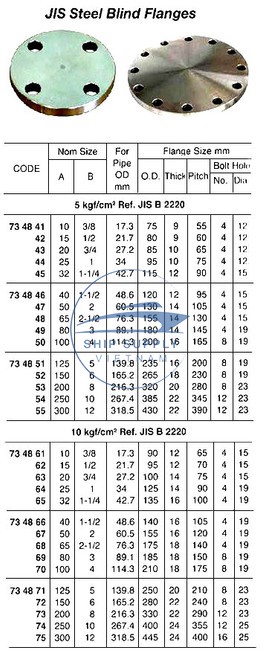 JIS Steel Blind Flanges
CODE Nom Size For Pipe OD mm Flange Size mm
A B O.D. Thick Pitch Bolt Hole
No. Dia
5 kgf/cm² Ref. JIS B 2220
73 48 41 10 3/8 17.3 75 9 55 4 12
42 15 1/2 21.7 80 9 60 4 12
43 20 3/4 27.2 85 10 65 4 12
44 25 1 34 95 10 75 4 12
45 32 1-1/4 42.7 115 12 90 4 15
73 48 46 40 1-1/2 48.6 120 12 95 4 15
47 50 2 60.5 130 14 105 4 15
48 65 2-1/2 76.3 155 14 130 4 15
49 80 3 89.1 180 14 145 4 19
50 100 4 114.3 200 16 165 8 19
73 48 51 125 5 139.8 235 16 200 8 19
52 150 6 165.2 265 18 230 8 19
53 200 8 216.3 320 20 280 8 23
54 250 10 267.4 385 22 345 12 23
55 300 12 318.5 430 22 390 12 23
SHIP SUPPLY
VIETNAM
10 kgf/cm² Ref. JIS B 2220
73 48 61 10 3/8 17.3 90 12 65 4 15
62 15 1/2 21.7 95 12 70 4 15
63 20 3/4 27.2 100 14 75 4 15
64 25 1 34 125 14 90 4 19
65 32 1-1/4 42.7 135 16 100 4 19
73 48 66 40 1-1/2 48.6 140 16 105 4 19
67 50 2 60.5 155 16 120 4 19
68 65 2-1/2 76.3 175 18 140 4 19
69 80 3 89.1 185 18 150 8 19
70 100 4 114.3 210 18 175 8 19
73 48 71 125 5 139.8 250 20 210 8 23
72 150 6 165.2 280 22 240 8 23
73 200 8 216.3 330 22 290 12 23
74 250 10 267.4 400 24 355 12 25
75 300 12 318.5 445 24 400 16 25